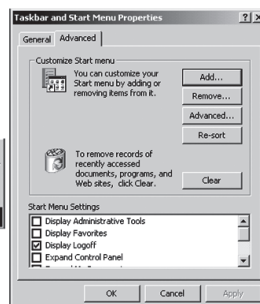 Taskbar and Start Menu Properties
General Advanced
Customize Start menu
You can customize your
Start menu by adding or
removing items from it.
Add...
Remove...
Advanced...
Re-sort
To remove records of
recently accessed
documents, programs, and
Web sites, click Clear.
Clear
Start Menu Settings
Display Administrative Tools
Display Favorites
Display Logoff
Expand Control Panel
OK Cancel Apply